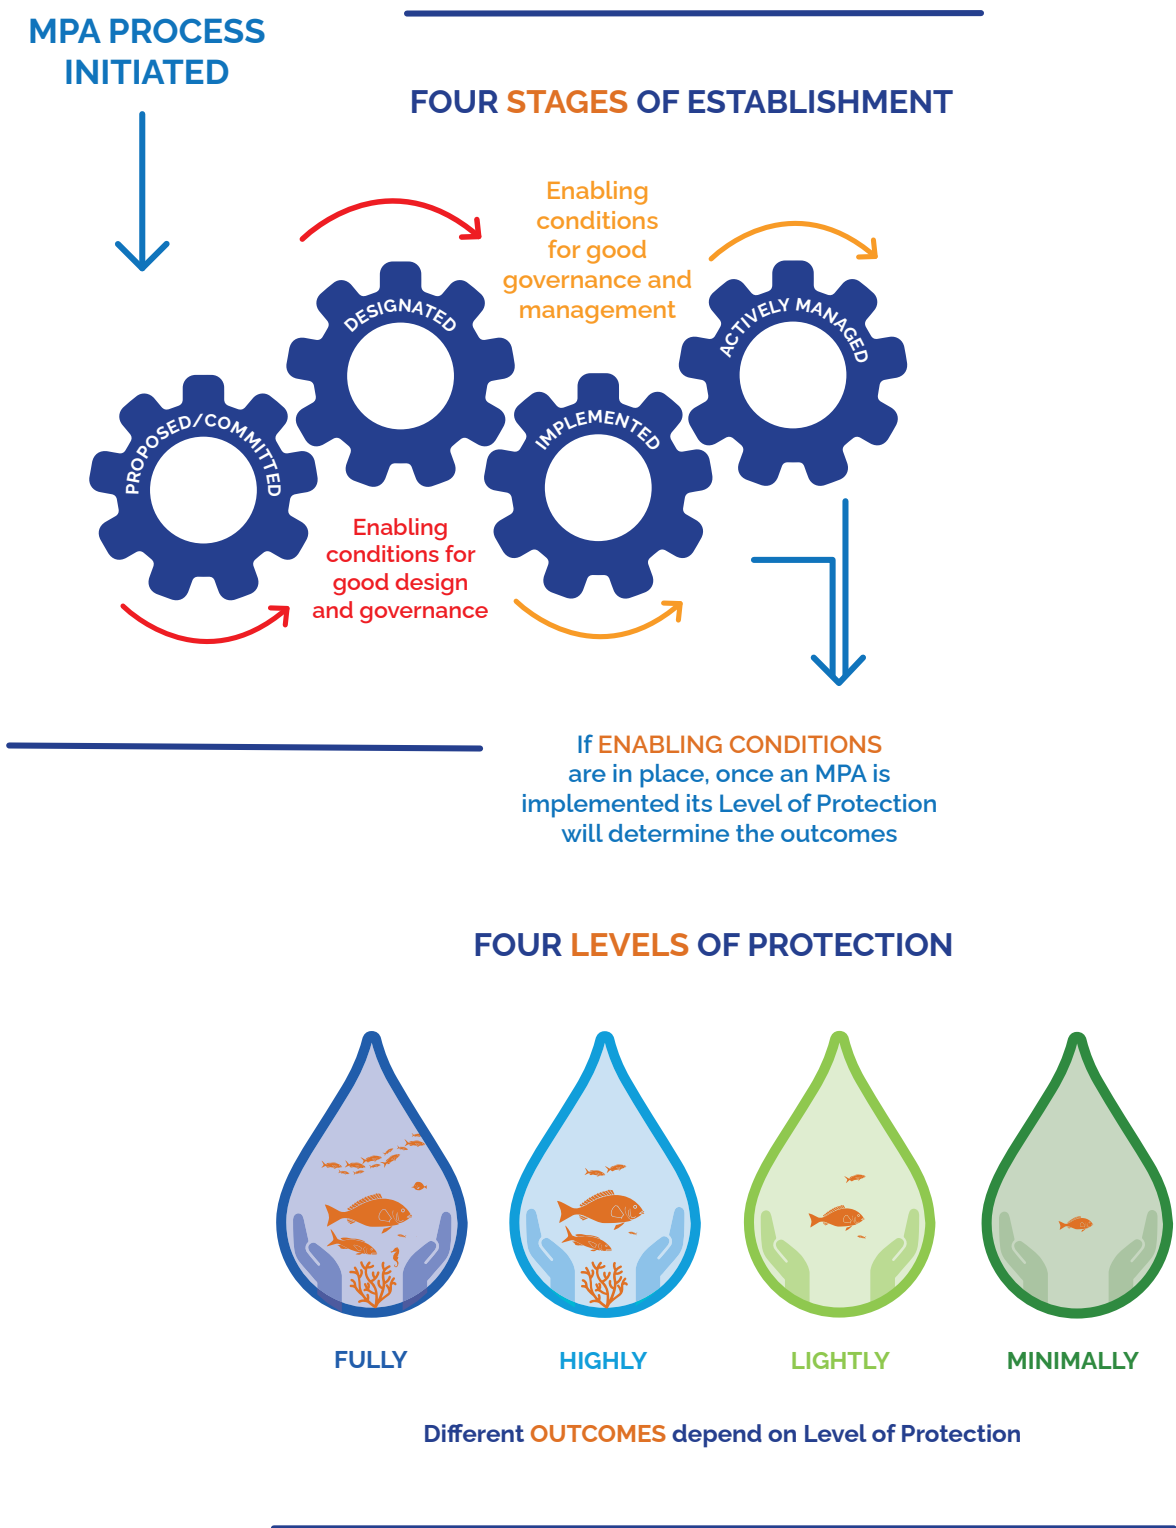 MPA PROCESS
INITIATED
FOUR STAGES OF ESTABLISHMENT
Enabling
conditions
for good
governance and
management
PROPOSED/COMMITTED
DESIGNATED
IMPLEMENTED
ACTIVELY MANAGED
Enabling
conditions for
good design
and governance
If ENABLING CONDITIONS
are in place, once an MPA is
implemented its Level of Protection
will determine the outcomes
FOUR LEVELS OF PROTECTION
FULLY
HIGHLY
LIGHTLY
MINIMALLY
Different OUTCOMES depend on Level of Protection